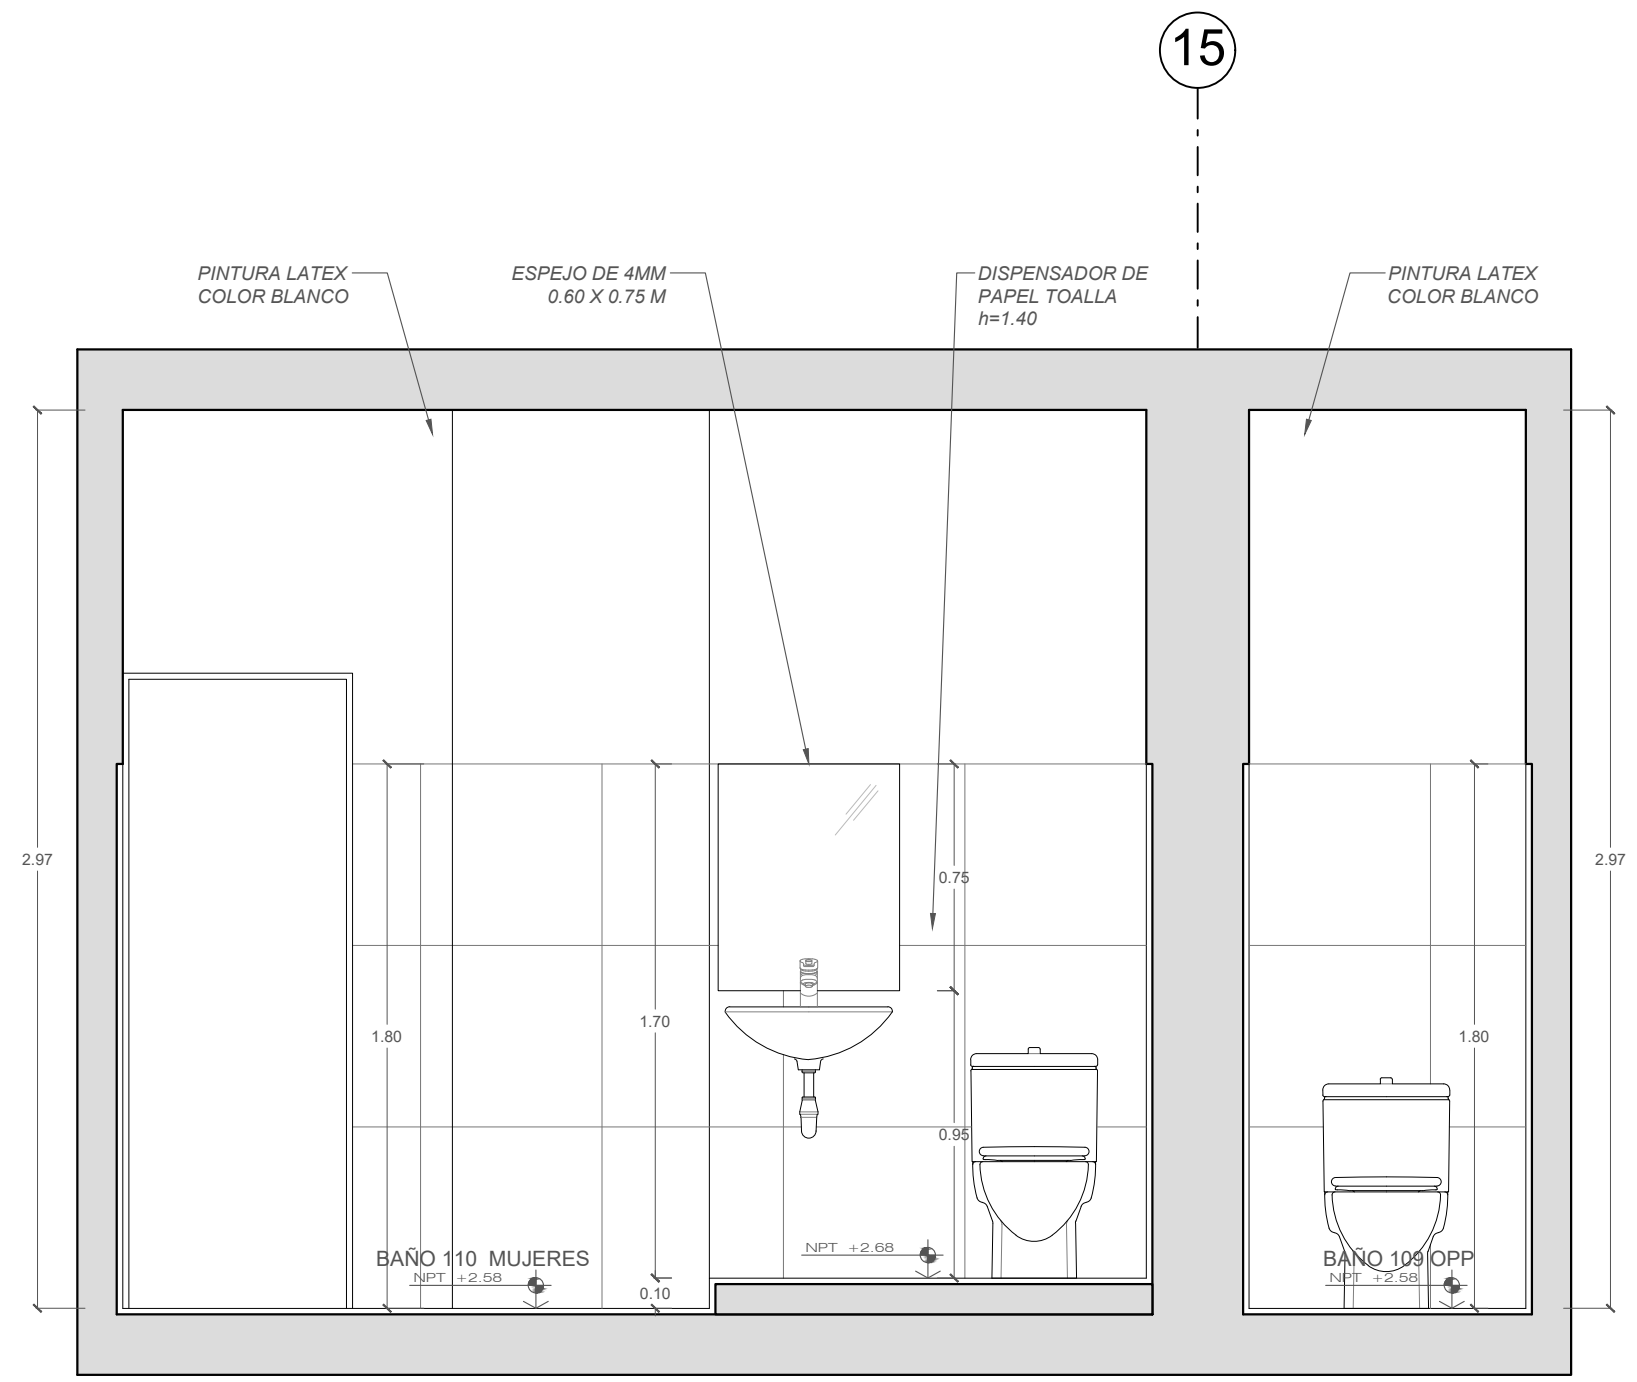 15
PINTURA LATEX
COLOR BLANCO
ESPEJO DE 4MM
0.60 X 0.75 M
DISPENSADOR DE
PAPEL TOALLA
h=1.40
PINTURA LATEX
COLOR BLANCO
2.97
2.97
0.75
1.80
1.70
1.80
0.95
BAÑO 110 MUJERES
NPT +2.58
0.10
NPT +2.68
BAÑO 109 OPP
NPT +2.58